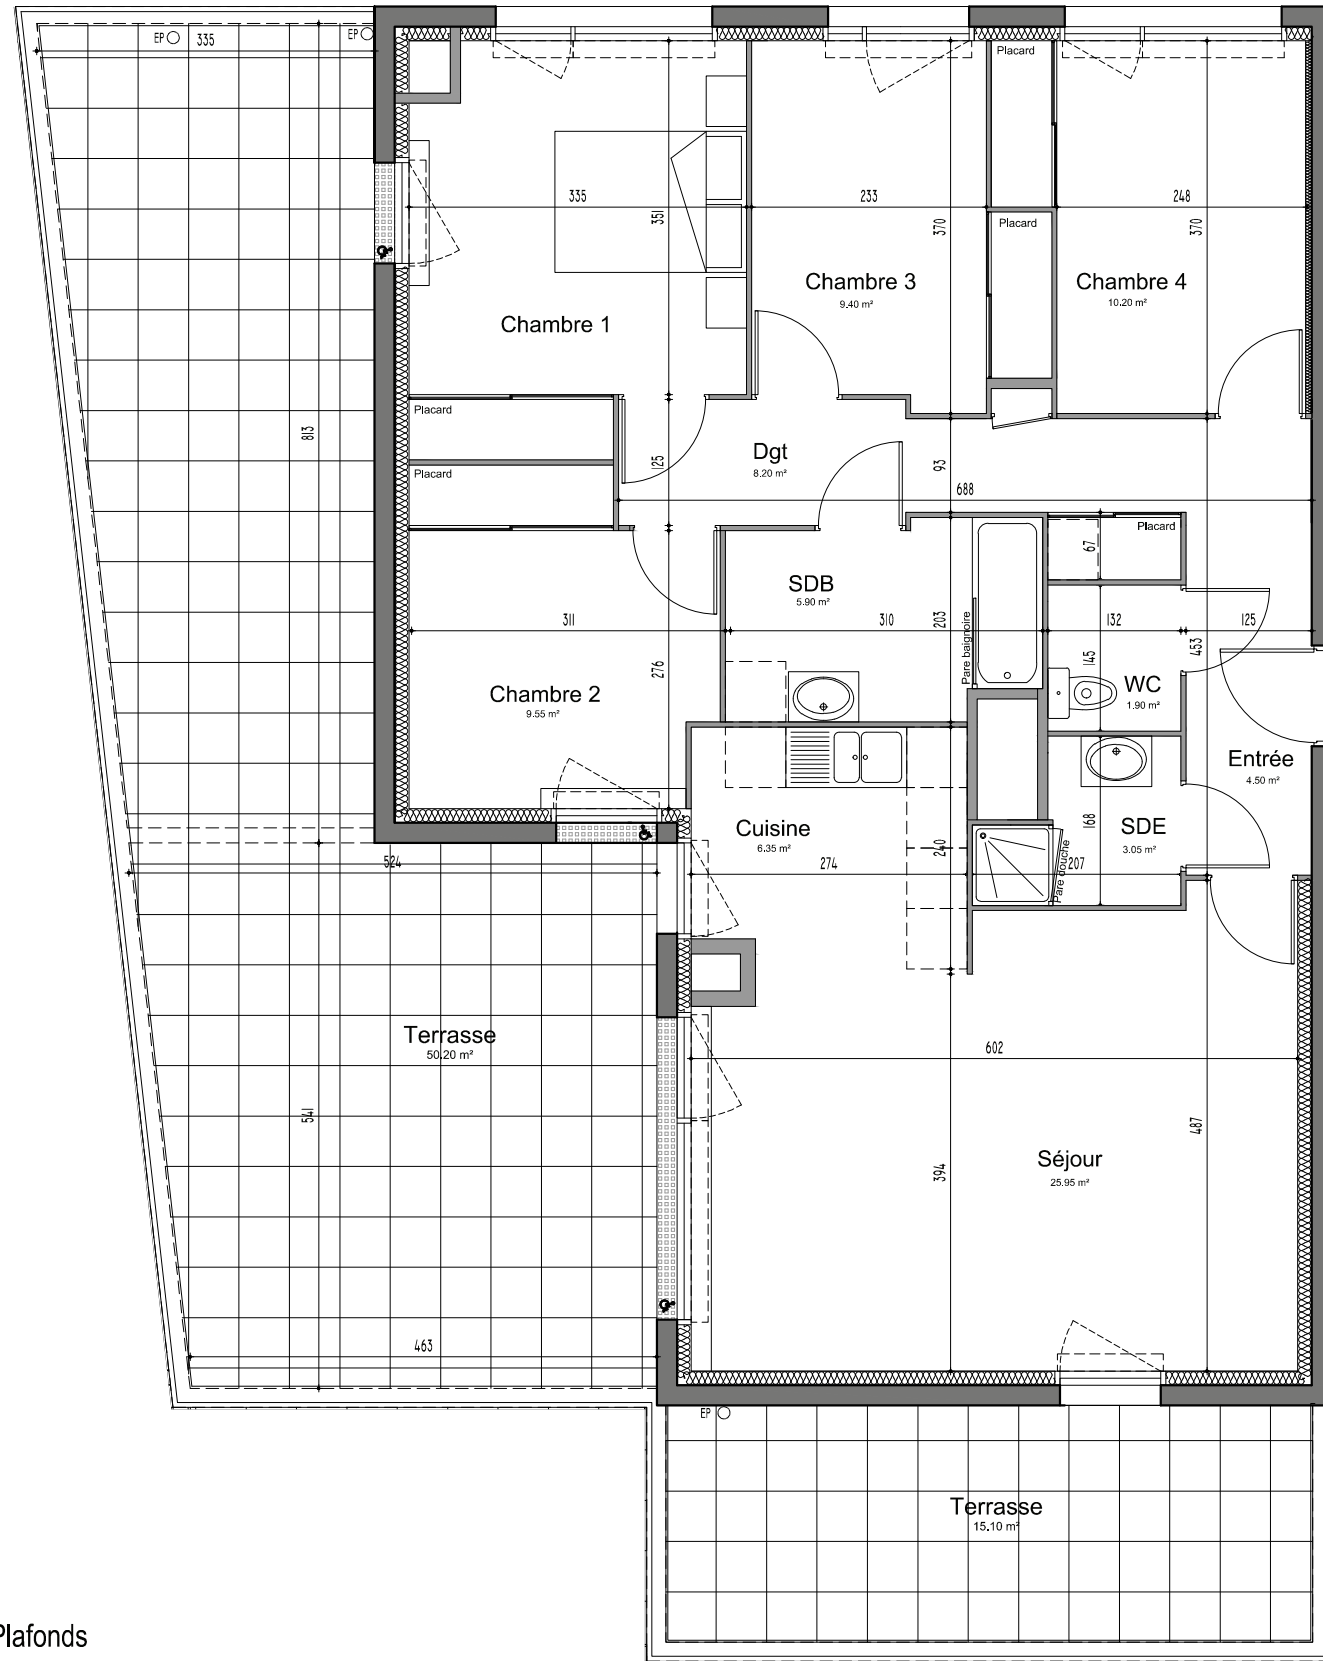 EP
335
EP
Placard
335
351
233
370
Placard
248
370
Chambre 1
Chambre 3
9.40 m²
Chambre 4
10.20 m²
813
Placard
Placard
125
Dgt
8.20 m²
93
688
Placard
67
SDB
5.90 m²
311
276
310
203
Pare baignoire
132
145
453
125
Chambre 2
9.55 m²
WC
1.90 m²
Entrée
4.50 m²
Cuisine
6.35 m²
274
240
168
SDE
3.05 m²
207
Pare douche
524
Terrasse
50.20 m²
602
541
394
487
Séjour
25.95 m²
463
EP
Terrasse
15.10 m²
Plafonds